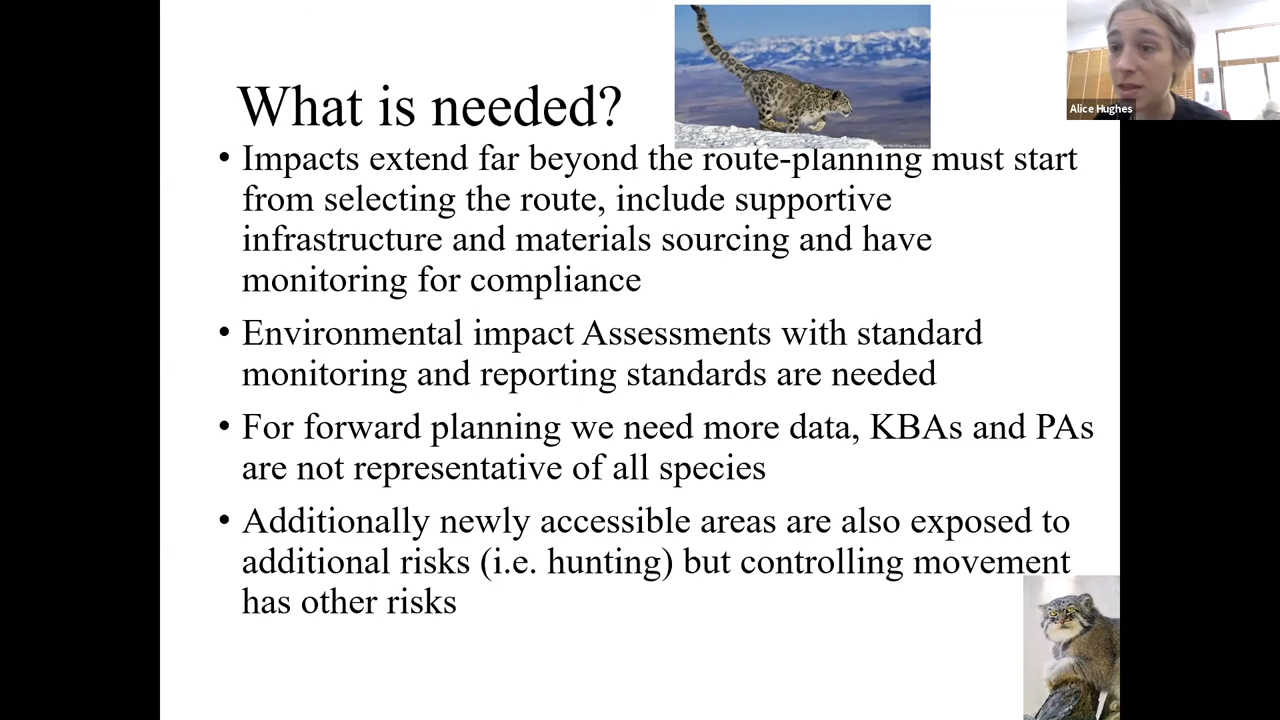 What is needed?
Alice Hughes
• Impacts extend far beyond the route-planning must start
from selecting the route, include supportive
infrastructure and materials sourcing and have
monitoring for compliance
• Environmental impact Assessments with standard
monitoring and reporting standards are needed
• For forward planning we need more data, KBAs and PAs
are not representative of all species
• Additionally newly accessible areas are also exposed to
additional risks (i.e. hunting) but controlling movement
has other risks